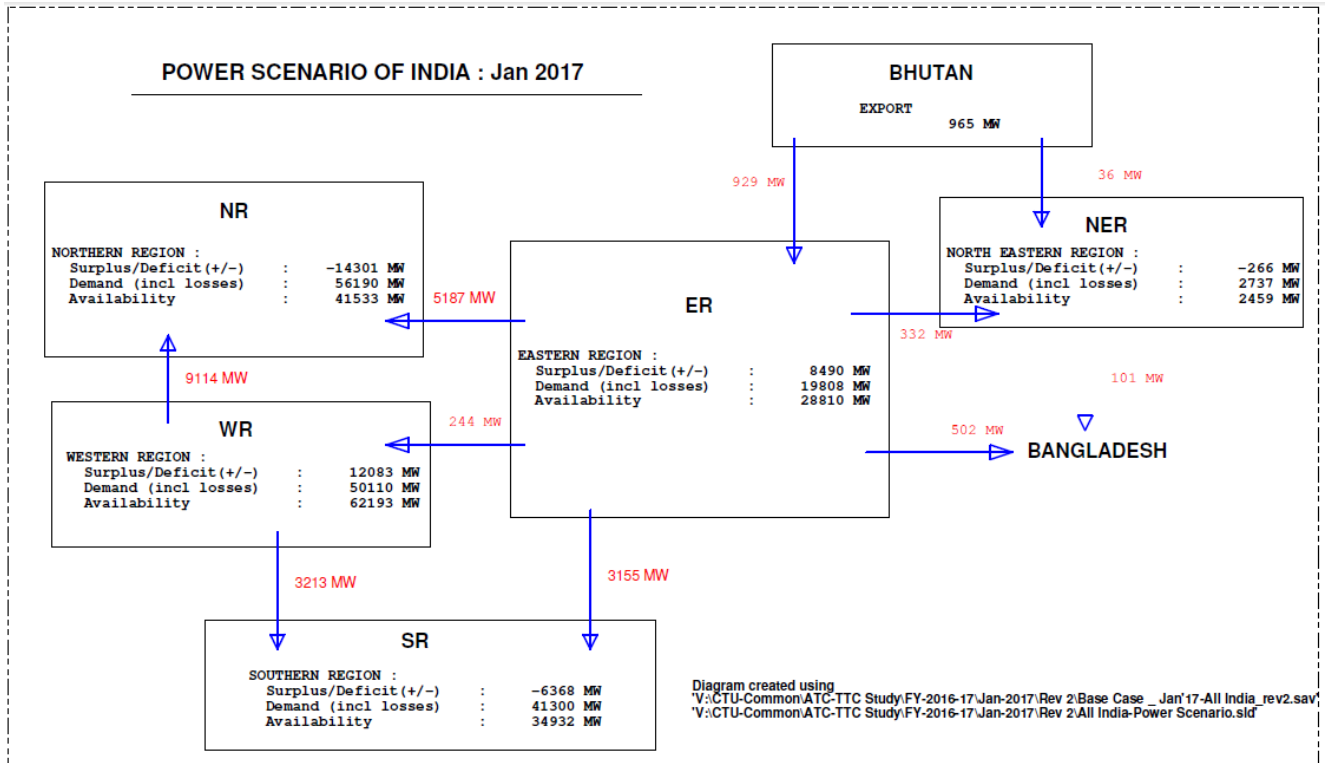 POWER SCENARIO OF INDIA : Jan 2017
BHUTAN
EXPORT
965 MW
929 MW
36 MW
NR
NORTHERN REGION :
Surplus/Deficit(+/-) : -14301 MW
Demand (incl losses) : 56190 MW
Availability : 41533 MW
NER
NORTH EASTERN REGION :
Surplus/Deficit(+/-) : -266 MW
Demand (incl losses) : 2737 MW
Availability : 2459 MW
5187 MW
ER
EASTERN REGION :
Surplus/Deficit(+/-) : 8490 MW
Demand (incl losses) : 19808 MW
Availability : 28810 MW
332 MW
9114 MW
101 MW
244 MW
502 MW
BANGLADESH
WR
WESTERN REGION :
Surplus/Deficit(+/-) : 12083 MW
Demand (incl losses) : 50110 MW
Availability : 62193 MW
3213 MW
3155 MW
SR
SOUTHERN REGION :
Surplus/Deficit(+/-) : -6368 MW
Demand (incl losses) : 41300 MW
Availability : 34932 MW
Diagram created using
'V:\CTU-Common\ATC-TTC Study\FY-2016-17\Jan-2017\Rev 2\Base Case _ Jan'17-All India_rev2.sav'
'V:\CTU-Common\ATC-TTC Study\FY-2016-17\Jan-2017\Rev 2\All India-Power Scenario.sld'